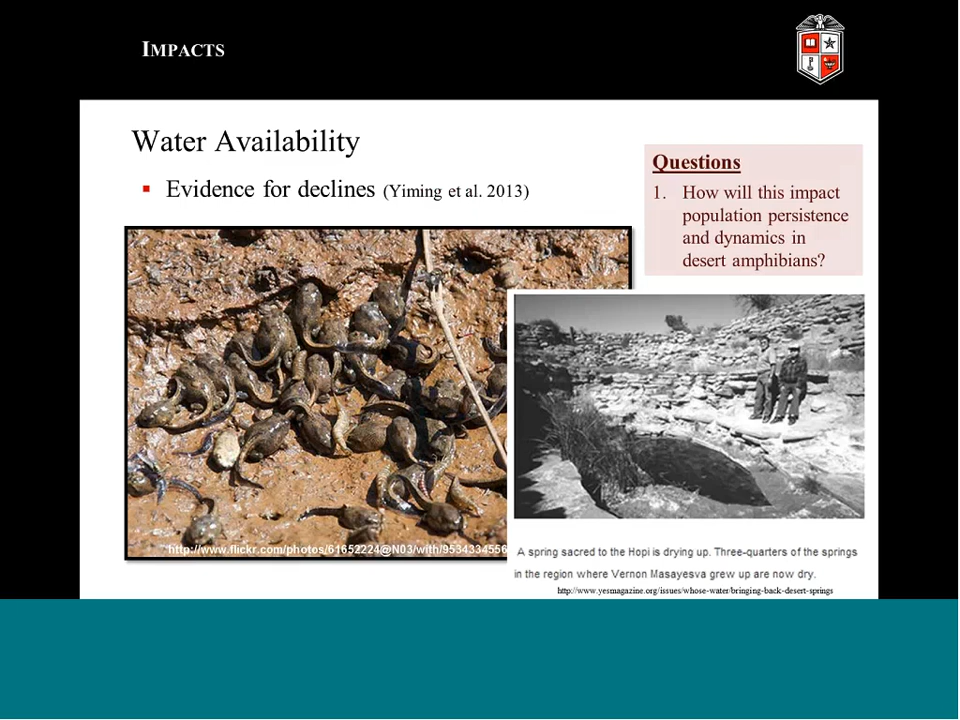 IMPACTS
Water Availability
Evidence for declines (Yiming et al. 2013)
Questions
1. How will this impact
population persistence
and dynamics in
desert amphibians?
http://www.flickr.com/photos/61652224@N03/with/9534334556
A spring sacred to the Hopi is drying up. Three-quarters of the springs
in the region where Vernon Masayesva grew up are now dry.
http://www.yesmagazine.org/issues/whose-water/bringing-back-desert-springs